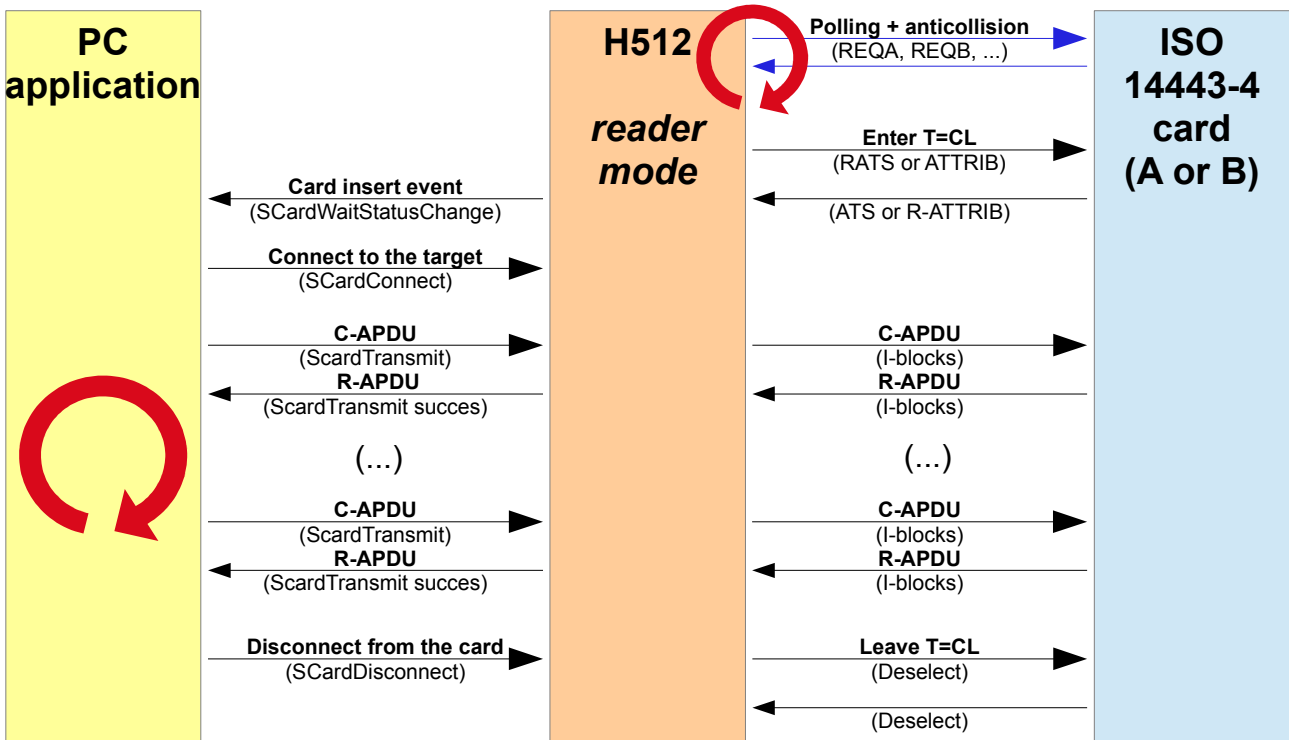 PC
application
H512
reader
mode
ISO
14443-4
card
(A or B)
Polling + anticollision
(REQA, REQB, ...)
Enter T=CL
(RATS or ATTRIB)
Card insert event
(SCardWaitStatusChange)
(ATS or R-ATTRIB)
Connect to the target
(SCardConnect)
C-APDU
(ScardTransmit)
C-APDU
(I-blocks)
R-APDU
(ScardTransmit succes)
R-APDU
(I-blocks)
(...)
(...)
C-APDU
(ScardTransmit)
C-APDU
(I-blocks)
R-APDU
(ScardTransmit succes)
R-APDU
(I-blocks)
Disconnect from the card
(SCardDisconnect)
Leave T=CL
(Deselect)
(Deselect)